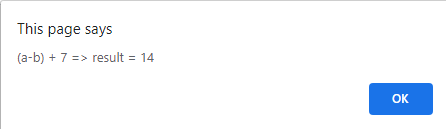 This page says
(a-b) + 7 => result = 14
OK